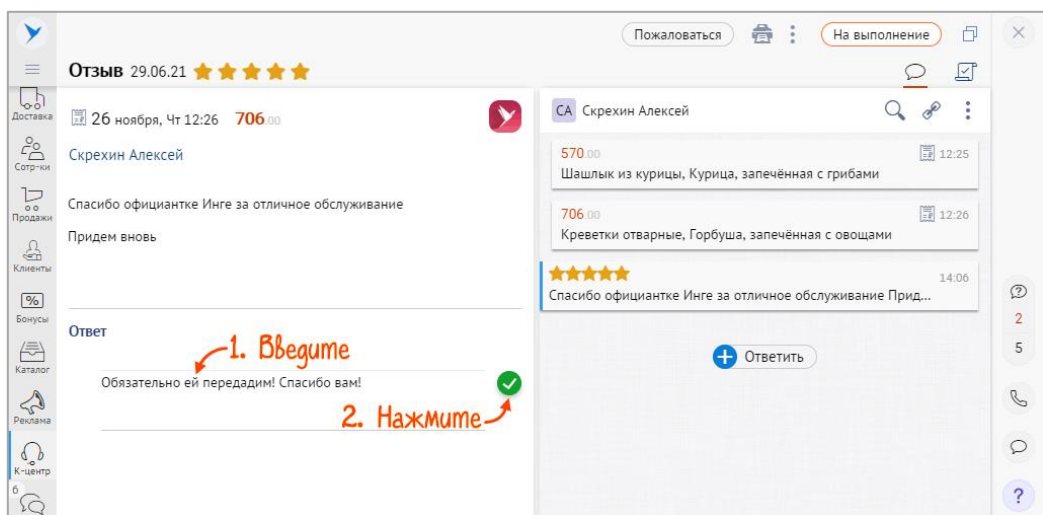 Пожаловаться
На выполнение
Отзыв 29.06.21
Доставка
Сотр-ки
Продажи
Клиенты
%
Бонусы
Каталог
Реклама
К-центр
6
26 ноября, Чт 12:26 706.00
Скрехин Алексей
Спасибо официантке Инге за отличное обслуживание
Придем вновь
Ответ
1. Введите
Обязательно ей передадим! Спасибо вам!
2. Нажмите
СА Скрехин Алексей
570.00 12:25
Шашлык из курицы, Курица, запечённая с грибами
706.00 12:26
Креветки отварные, Горбуша, запечённая с овощами
14:06
Спасибо официантке Инге за отличное обслуживание Прид...
Ответить
?
2
5
?